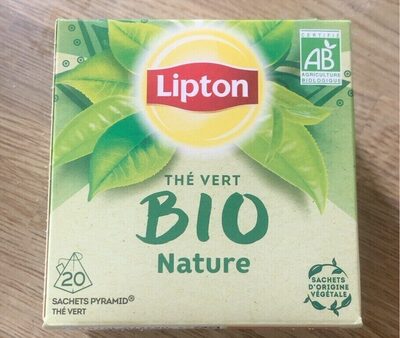 CERTIFIÉ
AB
AGRICULTURE
BIOLOGIQUE
Lipton
THÉ VERT
BIO
Nature
20
SACHETS PYRAMID®
THÉ VERT
SACHETS
D'ORIGINE
VÉGÉTALE